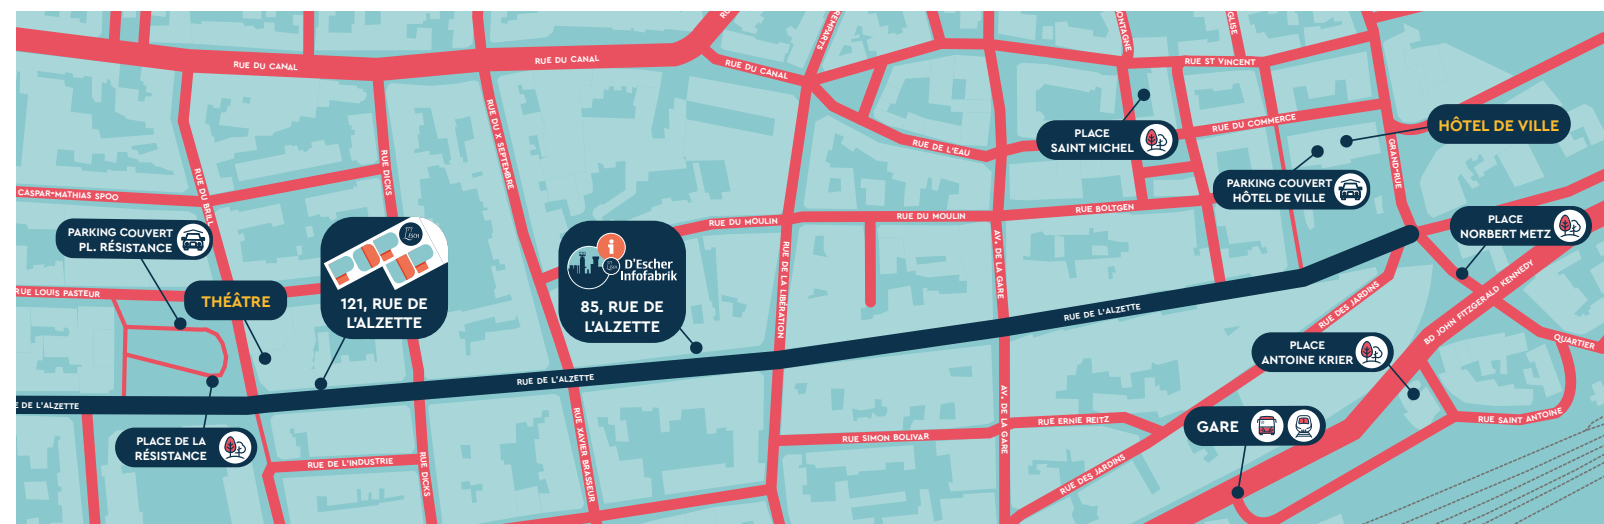 REMPARTS
RUE DU CANAL
RUE DU CANAL
RUE DU CANAL
RUE ST VINCENT
RUE DU X SEPTEMBRE
PLACE
SAINT MICHEL
RUE DU COMMERCE
HÔTEL DE VILLE
RUE DE L'EAU
GRAND-RUE
RUE DICKS
RUE DU BRILL
CASPAR-MATHIAS SPOO
PARKING COUVERT
HÔTEL DE VILLE
PARKING COUVERT
PL. RÉSISTANCE
RUE DU MOULIN
RUE DU MOULIN
RUE BOLTGEN
PLACE
NORBERT METZ
RUE LOUIS PASTEUR
THÉÂTRE
121, RUE DE
L'ALZETTE
D'Escher
Infofabrik
85, RUE DE
L'ALZETTE
RUE DE LA LIBÉRATION
AV. DE LA GARE
RUE DE L'ALZETTE
RUE DES JARDINS
BD JOHN FITZGERALD KENNEDY
QUARTIER
PLACE
ANTOINE KRIER
E DE L'ALZETTE
RUE DE L'ALZETTE
AV. DE LA GARE
RUE XAVIER BRASSEUR
PLACE DE LA
RÉSISTANCE
RUE DE L'INDUSTRIE
RUE DICKS
RUE SIMON BOLIVAR
RUE ERNIE REITZ
RUE DES JARDINS
GARE
RUE SAINT ANTOINE